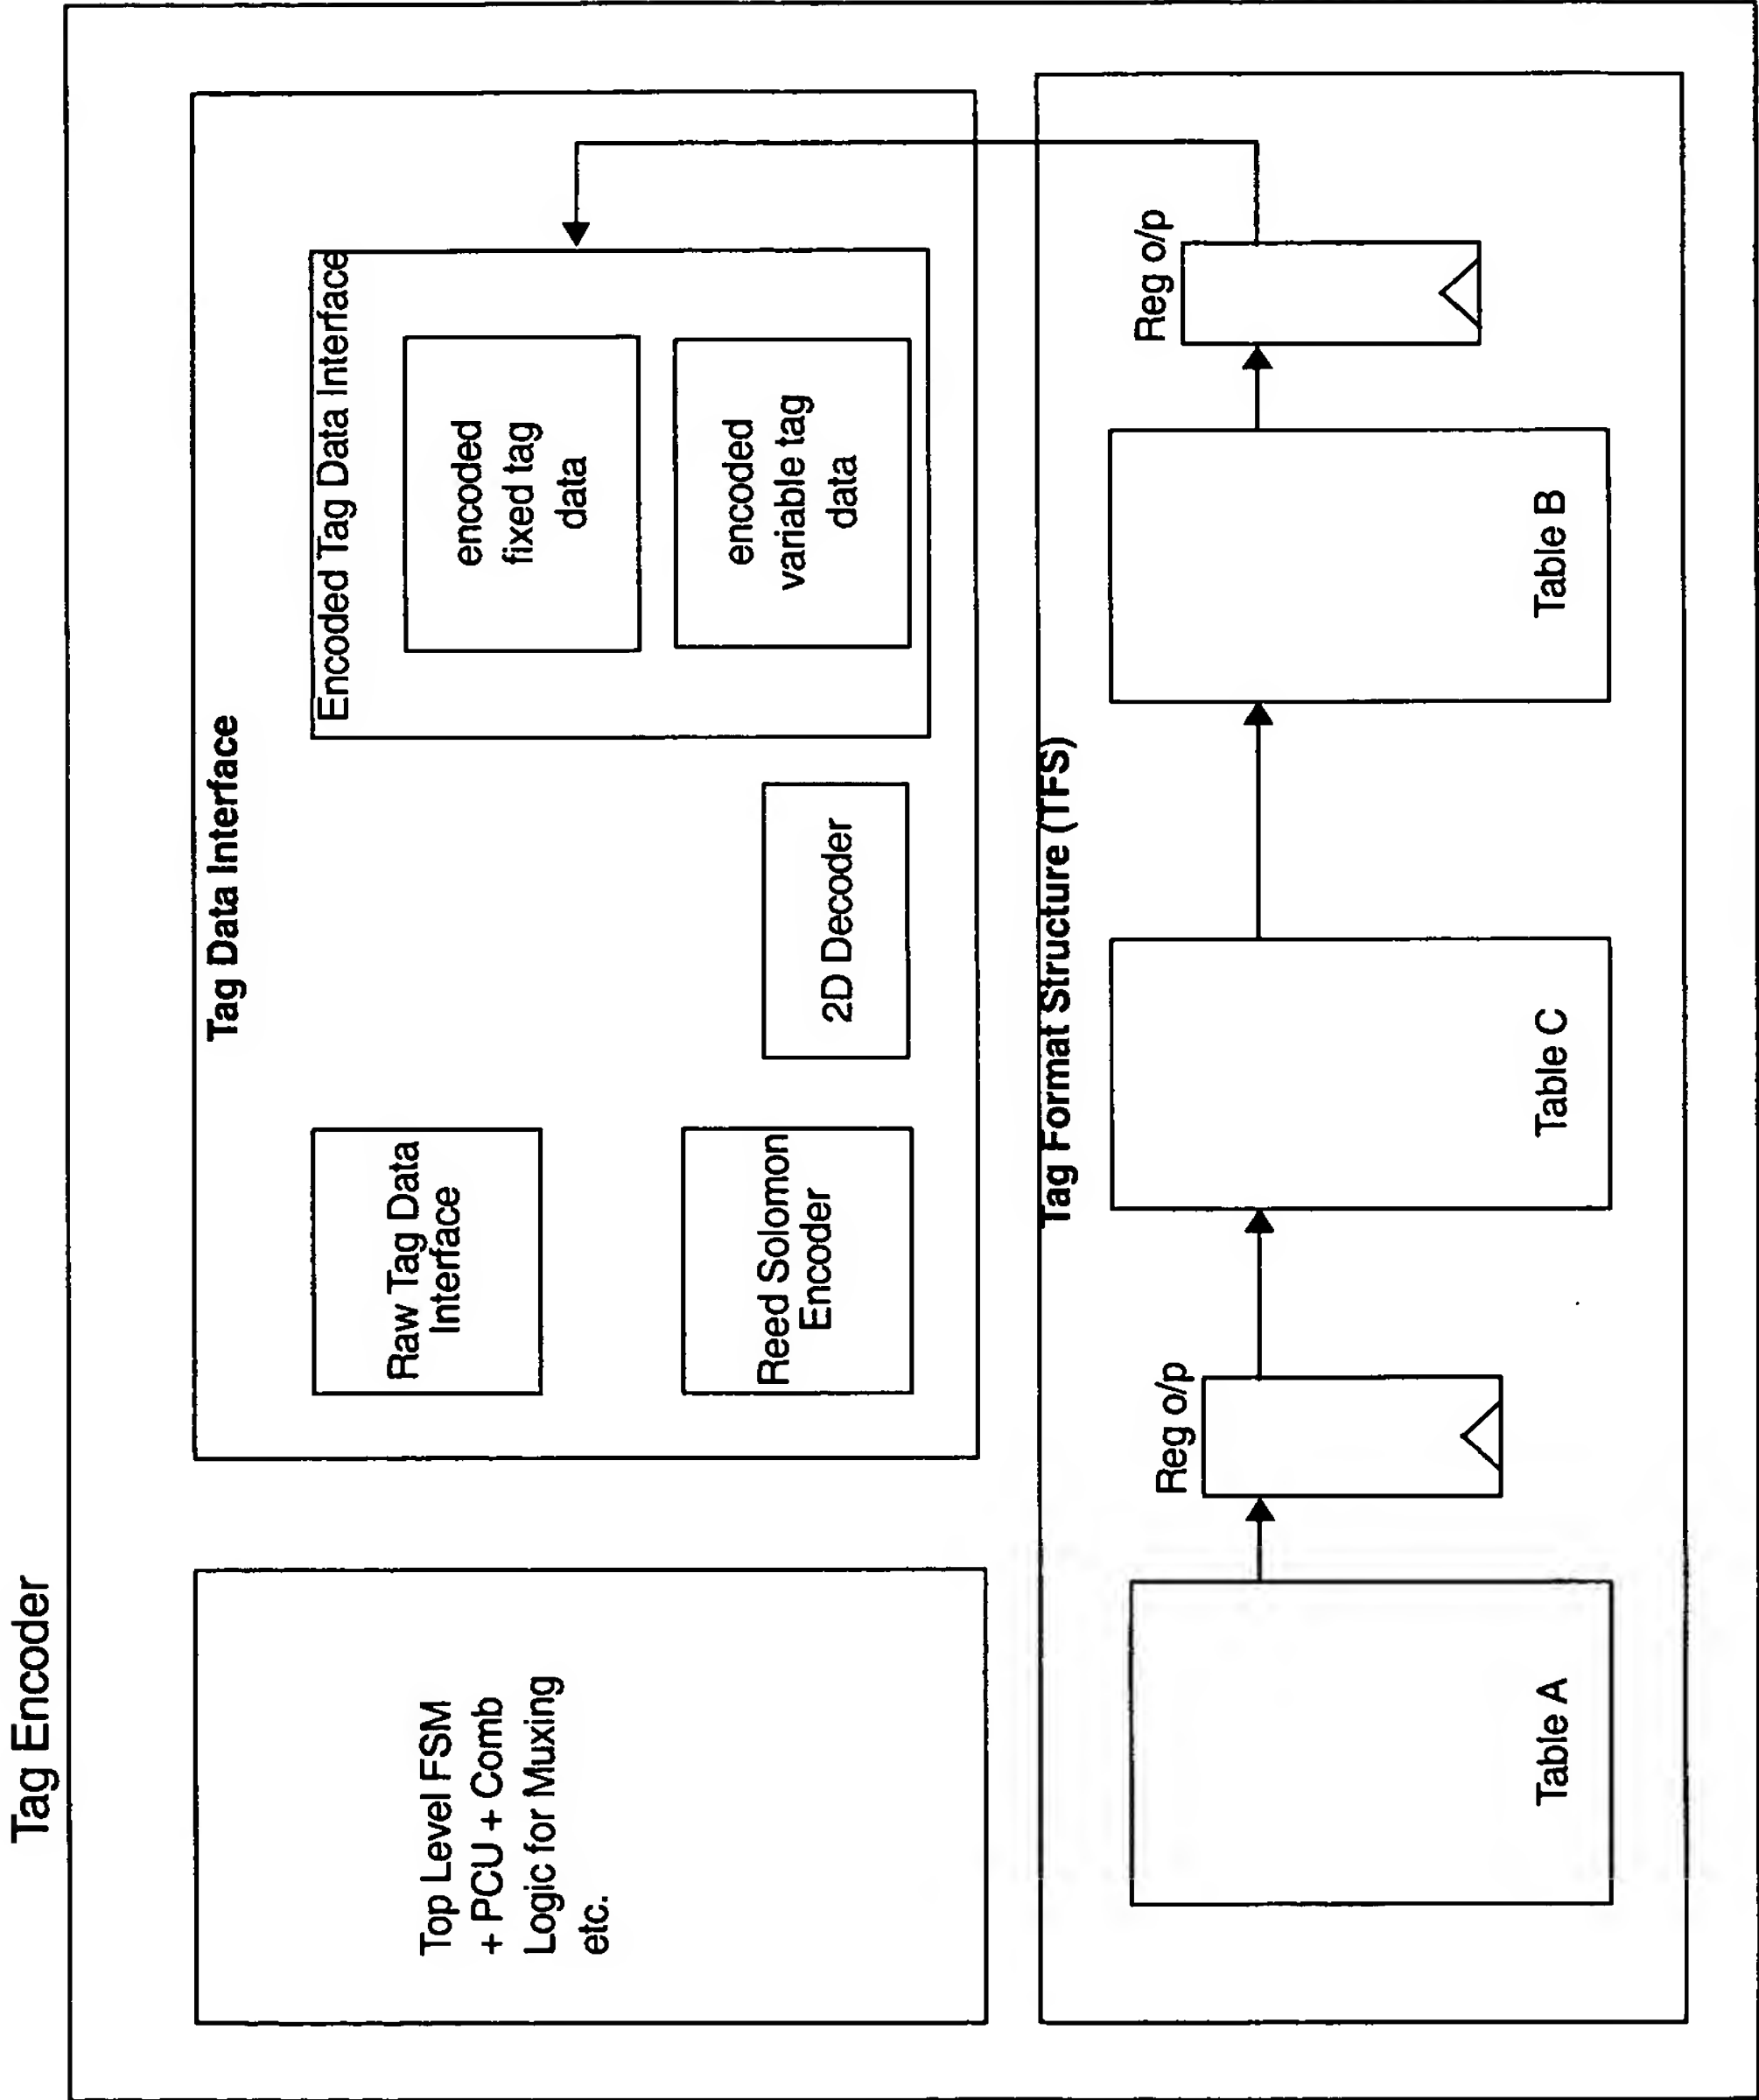 Tag Encoder
Top Level FSM
+ PCU + Comb
Logic for Muxing
etc.
Tag Data Interface
Raw Tag Data
Interface
Reed Solomon
Encoder
2D Decoder
Encoded Tag Data Interface
encoded
fixed tag
data
encoded
variable tag
data
Tag Format Structure (TFS)
Table A
Reg o/p
Table C
Table B
Reg o/p